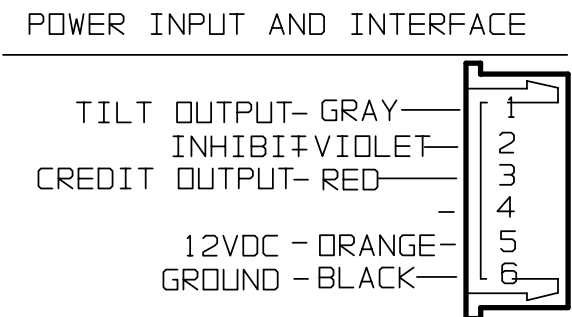 POWER INPUT AND INTERFACE
TILT OUTPUT- GRAY 1
INHIBIT-VIOLET 2
CREDIT OUTPUT- RED 3
- 4
12VDC - ORANGE- 5
GROUND - BLACK 6